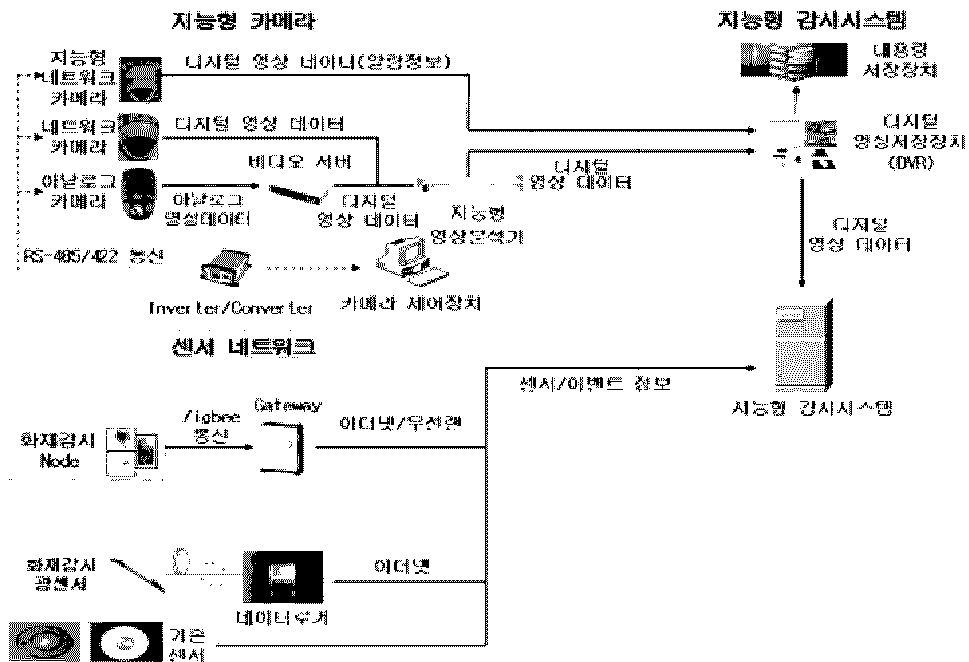 지능형 카메라
지능형 감시시스템
지능형
네트워크
카메라
디지털 영상 데이터(알람정보)
대용량
저장장치
네트워크
카메라
디지털 영상 데이터
디지털
영상저장장치
(DVR)
비디오 서버
디지털
영상 데이터
아날로그
카메라
아날로그
영상데이터
디지털
영상 데이터
지능형
영상분석기
디지털
영상 데이터
RS-485/422 통신
Inverter/Converter
카메라 제어장치
센서 네트워크
센서/이벤트 정보
지능형 감시시스템
화재감시
Node
Zigbee
통신
Gateway
이더넷/무선랜
화재감시
광센서
이더넷
데이터로거
기존
센서